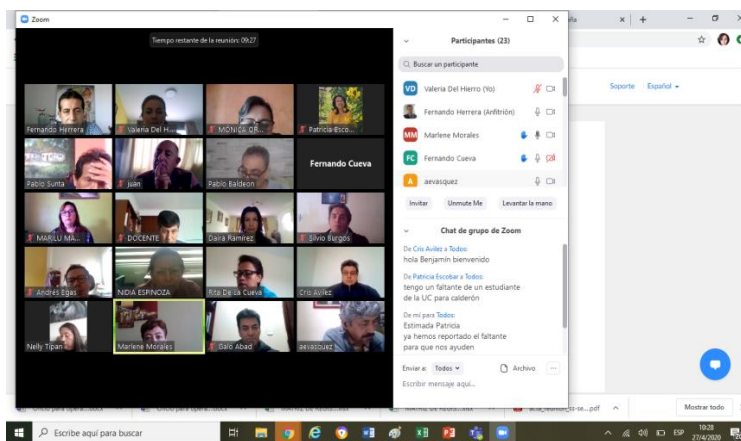 Zoom
Tiempo restante de la reunión: 09:27
Fernando Herrera
Valeria Del H...
MÓNICA OR...
Patricia Esco...
Pablo Sunta
Juan
Pablo Baldeon
Fernando Cueva
MARILU MA...
DOCENTE
Daira Ramirez
Silvio Burgos
Andrés Egas
NIDIA ESPINOZA
Rita De La Cueva
Cris Avilez
Nelly Tipan
Marlene Morales
Galo Abad
aevasquez
Participantes (23)
Buscar un participante
VD Valeria Del Hierro (Yo)
Fernando Herrera (Anfitrión)
MM Marlene Morales
FC Fernando Cueva
A aevasquez
Invitar Unmute Me Levantar la mano
Chat de grupo de Zoom
De Cris Avilez a Todos:
hola Benjamín bienvenido
De Patricia Escobar a Todos:
tengo un faltante de un estudiante
de la UC para calderón
De mí para Todos:
Estimada Patricia
ya hemos reportado el faltante
para que nos ayuden
Enviar a: Todos Archivo
Escribir mensaje aquí...
Soporte Español
Mostrar todo
Escribe aquí para buscar
ESP
10:28
27/4/2020